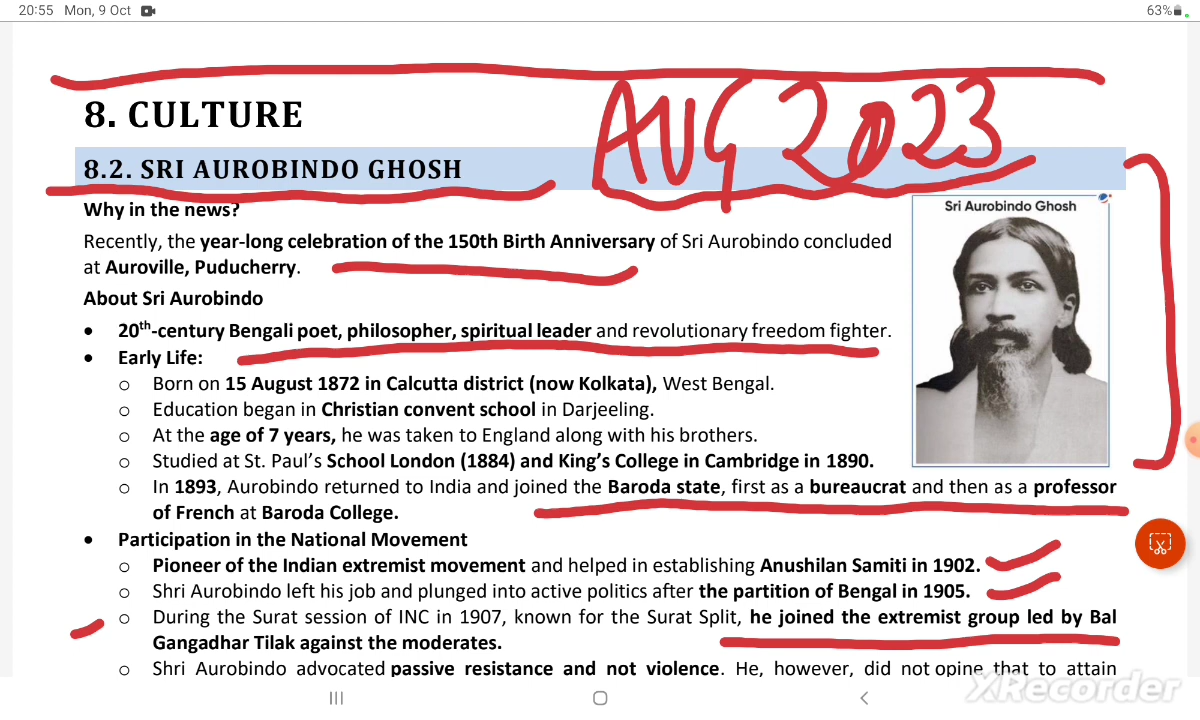 20:55 Mon, 9 Oct
63%
8. CULTURE
AUG 2023
8.2. SRI AUROBINDO GHOSH
Why in the news?
Sri Aurobindo Ghosh
Recently, the year-long celebration of the 150th Birth Anniversary of Sri Aurobindo concluded
at Auroville, Puducherry.
About Sri Aurobindo
• 20th-century Bengali poet, philosopher, spiritual leader and revolutionary freedom fighter.
• Early Life:
o Born on 15 August 1872 in Calcutta district (now Kolkata), West Bengal.
o Education began in Christian convent school in Darjeeling.
o At the age of 7 years, he was taken to England along with his brothers.
o Studied at St. Paul's School London (1884) and King's College in Cambridge in 1890.
o In 1893, Aurobindo returned to India and joined the Baroda state, first as a bureaucrat and then as a professor
of French at Baroda College.
• Participation in the National Movement
o Pioneer of the Indian extremist movement and helped in establishing Anushilan Samiti in 1902.
o Shri Aurobindo left his job and plunged into active politics after the partition of Bengal in 1905.
o During the Surat session of INC in 1907, known for the Surat Split, he joined the extremist group led by Bal
Gangadhar Tilak against the moderates.
o Shri Aurobindo advocated passive resistance and not violence. He, however, did not opine that to attain
XRecorder